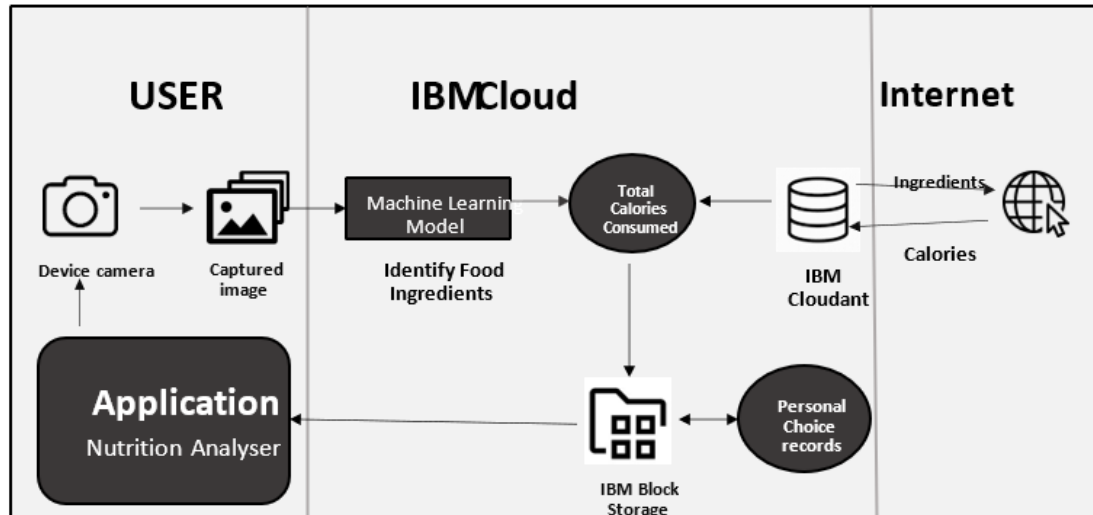 USER
IBMCloud
Internet
Device camera
Captured
image
Machine Learning
Model
Identify Food
Ingredients
Total
Calories
Consumed
IBM
Cloudant
Ingredients
Calories
Application
Nutrition Analyser
IBM Block
Storage
Personal
Choice
records